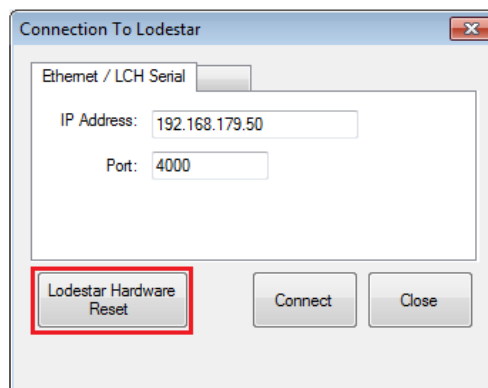 Connection To Lodestar
Ethernet / LCH Serial
IP Address: 192.168.179.50
Port: 4000
Lodestar Hardware
Reset
Connect
Close